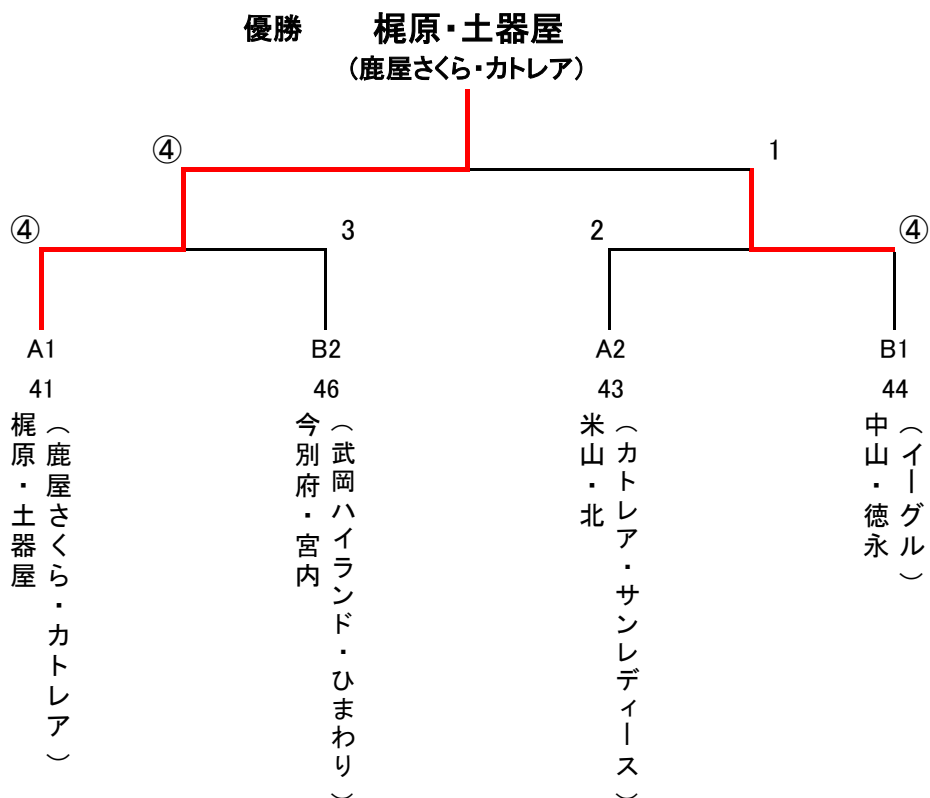 優勝 梶原・土器屋
(鹿屋さくら・カトレア)
④ 1
④ 3 2 ④
A1 B2 A2 B1
41 46 43 44
梶原・土器屋
(鹿屋さくら・カトレア)
今別府・宮内
(武岡ハイランド・ひまわり)
米山・北
(カトレア・サンレディース)
中山・徳永
(イーグル)